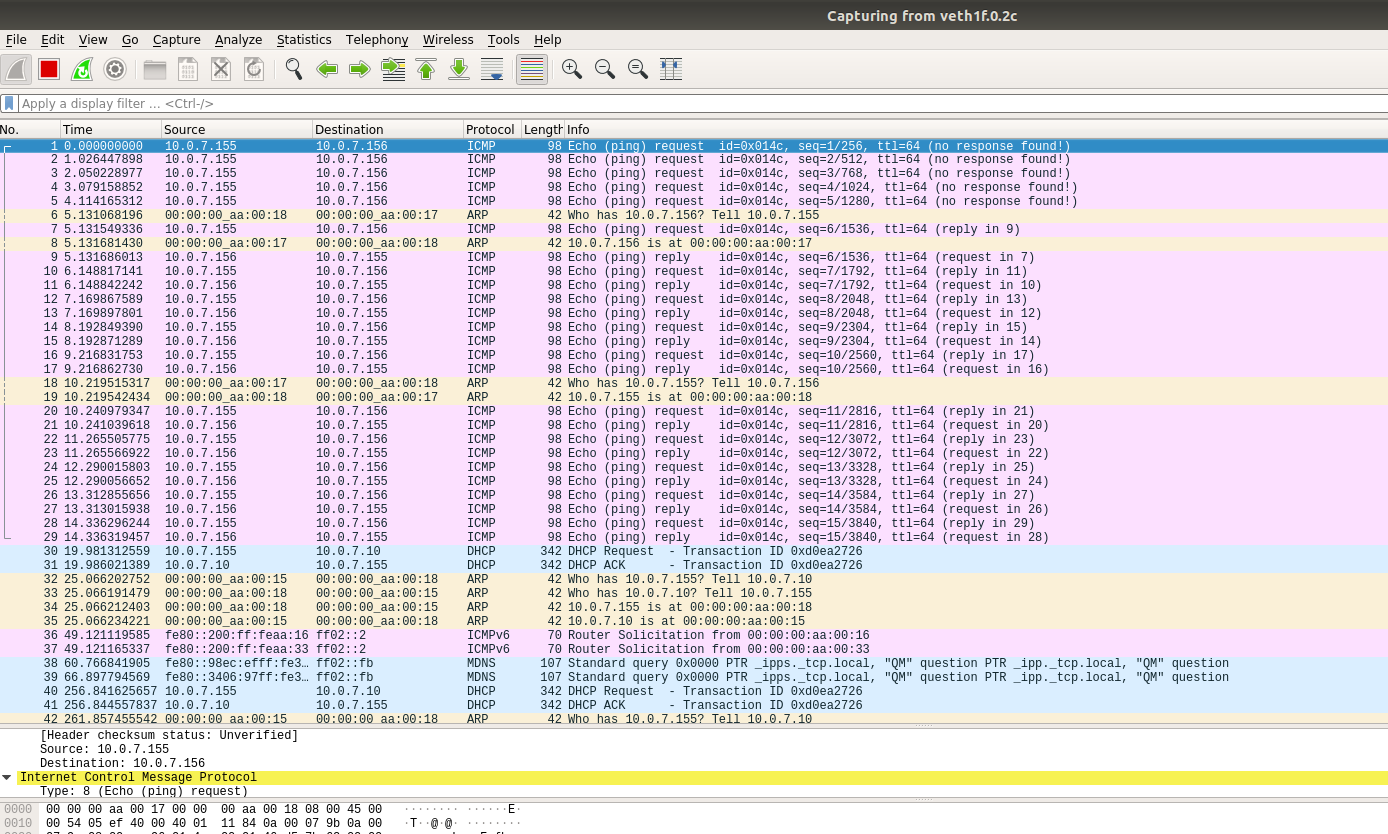 Capturing from veth1f.0.2c
File Edit View Go Capture Analyze Statistics Telephony Wireless Tools Help
Apply a display filter ... <Ctrl-/>
No. Time Source Destination Protocol Length Info
1 0.000000000 10.0.7.155 10.0.7.156 ICMP 98 Echo (ping) request id=0x014c, seq=1/256, ttl=64 (no response found!)
2 1.026447898 10.0.7.155 10.0.7.156 ICMP 98 Echo (ping) request id=0x014c, seq=2/512, ttl=64 (no response found!)
3 2.050228977 10.0.7.155 10.0.7.156 ICMP 98 Echo (ping) request id=0x014c, seq=3/768, ttl=64 (no response found!)
4 3.079158852 10.0.7.155 10.0.7.156 ICMP 98 Echo (ping) request id=0x014c, seq=4/1024, ttl=64 (no response found!)
5 4.114165312 10.0.7.155 10.0.7.156 ICMP 98 Echo (ping) request id=0x014c, seq=5/1280, ttl=64 (no response found!)
6 5.131068196 00:00:00_aa:00:18 00:00:00_aa:00:17 ARP 42 Who has 10.0.7.156? Tell 10.0.7.155
7 5.131549336 10.0.7.155 10.0.7.156 ICMP 98 Echo (ping) request id=0x014c, seq=6/1536, ttl=64 (reply in 9)
8 5.131681430 00:00:00_aa:00:17 00:00:00_aa:00:18 ARP 42 10.0.7.156 is at 00:00:00:aa:00:17
9 5.131686013 10.0.7.156 10.0.7.155 ICMP 98 Echo (ping) reply id=0x014c, seq=6/1536, ttl=64 (request in 7)
10 6.148817141 10.0.7.155 10.0.7.156 ICMP 98 Echo (ping) request id=0x014c, seq=7/1792, ttl=64 (reply in 11)
11 6.148842242 10.0.7.156 10.0.7.155 ICMP 98 Echo (ping) reply id=0x014c, seq=7/1792, ttl=64 (request in 10)
12 7.169867589 10.0.7.155 10.0.7.156 ICMP 98 Echo (ping) request id=0x014c, seq=8/2048, ttl=64 (reply in 13)
13 7.169897801 10.0.7.156 10.0.7.155 ICMP 98 Echo (ping) reply id=0x014c, seq=8/2048, ttl=64 (request in 12)
14 8.192849390 10.0.7.155 10.0.7.156 ICMP 98 Echo (ping) request id=0x014c, seq=9/2304, ttl=64 (reply in 15)
15 8.192871289 10.0.7.156 10.0.7.155 ICMP 98 Echo (ping) reply id=0x014c, seq=9/2304, ttl=64 (request in 14)
16 9.216831753 10.0.7.155 10.0.7.156 ICMP 98 Echo (ping) request id=0x014c, seq=10/2560, ttl=64 (reply in 17)
17 9.216862730 10.0.7.156 10.0.7.155 ICMP 98 Echo (ping) reply id=0x014c, seq=10/2560, ttl=64 (request in 16)
18 10.219515317 00:00:00_aa:00:17 00:00:00_aa:00:18 ARP 42 Who has 10.0.7.155? Tell 10.0.7.156
19 10.219542434 00:00:00_aa:00:18 00:00:00_aa:00:17 ARP 42 10.0.7.155 is at 00:00:00:aa:00:18
20 10.240979347 10.0.7.155 10.0.7.156 ICMP 98 Echo (ping) request id=0x014c, seq=11/2816, ttl=64 (reply in 21)
21 10.241039618 10.0.7.156 10.0.7.155 ICMP 98 Echo (ping) reply id=0x014c, seq=11/2816, ttl=64 (request in 20)
22 11.265505775 10.0.7.155 10.0.7.156 ICMP 98 Echo (ping) request id=0x014c, seq=12/3072, ttl=64 (reply in 23)
23 11.265566922 10.0.7.156 10.0.7.155 ICMP 98 Echo (ping) reply id=0x014c, seq=12/3072, ttl=64 (request in 22)
24 12.290015803 10.0.7.155 10.0.7.156 ICMP 98 Echo (ping) request id=0x014c, seq=13/3328, ttl=64 (reply in 25)
25 12.290056652 10.0.7.156 10.0.7.155 ICMP 98 Echo (ping) reply id=0x014c, seq=13/3328, ttl=64 (request in 24)
26 13.312855656 10.0.7.155 10.0.7.156 ICMP 98 Echo (ping) request id=0x014c, seq=14/3584, ttl=64 (reply in 27)
27 13.313015938 10.0.7.156 10.0.7.155 ICMP 98 Echo (ping) reply id=0x014c, seq=14/3584, ttl=64 (request in 26)
28 14.336296244 10.0.7.155 10.0.7.156 ICMP 98 Echo (ping) request id=0x014c, seq=15/3840, ttl=64 (reply in 29)
29 14.336319457 10.0.7.156 10.0.7.155 ICMP 98 Echo (ping) reply id=0x014c, seq=15/3840, ttl=64 (request in 28)
30 19.981312559 10.0.7.155 10.0.7.10 DHCP 342 DHCP Request - Transaction ID 0xd0ea2726
31 19.986021389 10.0.7.10 10.0.7.155 DHCP 342 DHCP ACK - Transaction ID 0xd0ea2726
32 25.066202752 00:00:00_aa:00:15 00:00:00_aa:00:18 ARP 42 Who has 10.0.7.155? Tell 10.0.7.10
33 25.066191479 00:00:00_aa:00:18 00:00:00_aa:00:15 ARP 42 Who has 10.0.7.10? Tell 10.0.7.155
34 25.066212403 00:00:00_aa:00:18 00:00:00_aa:00:15 ARP 42 10.0.7.155 is at 00:00:00:aa:00:18
35 25.066234221 00:00:00_aa:00:15 00:00:00_aa:00:18 ARP 42 10.0.7.10 is at 00:00:00:aa:00:15
36 49.121119585 fe80::200:ff:feaa:16 ff02::2 ICMPv6 70 Router Solicitation from 00:00:00:aa:00:16
37 49.121165337 fe80::200:ff:feaa:33 ff02::2 ICMPv6 70 Router Solicitation from 00:00:00:aa:00:33
38 60.766841905 fe80::98ec:efff:fe3… ff02::fb MDNS 107 Standard query 0x0000 PTR _ipps._tcp.local, "QM" question PTR _ipp._tcp.local, "QM" question
39 66.897794569 fe80::3406:97ff:fe3… ff02::fb MDNS 107 Standard query 0x0000 PTR _ipps._tcp.local, "QM" question PTR _ipp._tcp.local, "QM" question
40 256.841625657 10.0.7.155 10.0.7.10 DHCP 342 DHCP Request - Transaction ID 0xd0ea2726
41 256.844557837 10.0.7.10 10.0.7.155 DHCP 342 DHCP ACK - Transaction ID 0xd0ea2726
42 261.857455542 00:00:00_aa:00:15 00:00:00_aa:00:18 ARP 42 Who has 10.0.7.155? Tell 10.0.7.10
[Header checksum status: Unverified]
Source: 10.0.7.155
Destination: 10.0.7.156
Internet Control Message Protocol
Type: 8 (Echo (ping) request)
0000 00 00 00 aa 00 17 00 00 00 aa 00 18 08 00 45 00 ········ ······E·
0010 00 54 05 ef 40 00 40 01 11 84 0a 00 07 9b 0a 00 ·T··@·@· ········